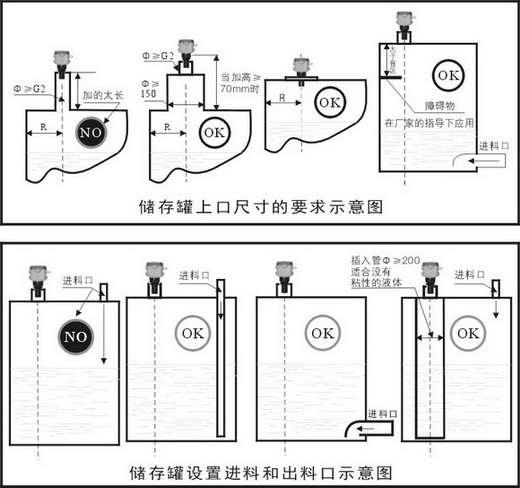 Φ≥G2
加的太长
R
NO
Φ≥G2
Φ≥
150
R
OK
当加高≥
70mm时
R
OK
OK
障碍物
在厂家的指导下应用
进料口
储存罐上口尺寸的要求示意图
进料口
NO
进料口
OK
OK
进料口
插入管Φ≥200
适合没有
粘性的液体
进料口
OK
储存罐设置进料和出料口示意图